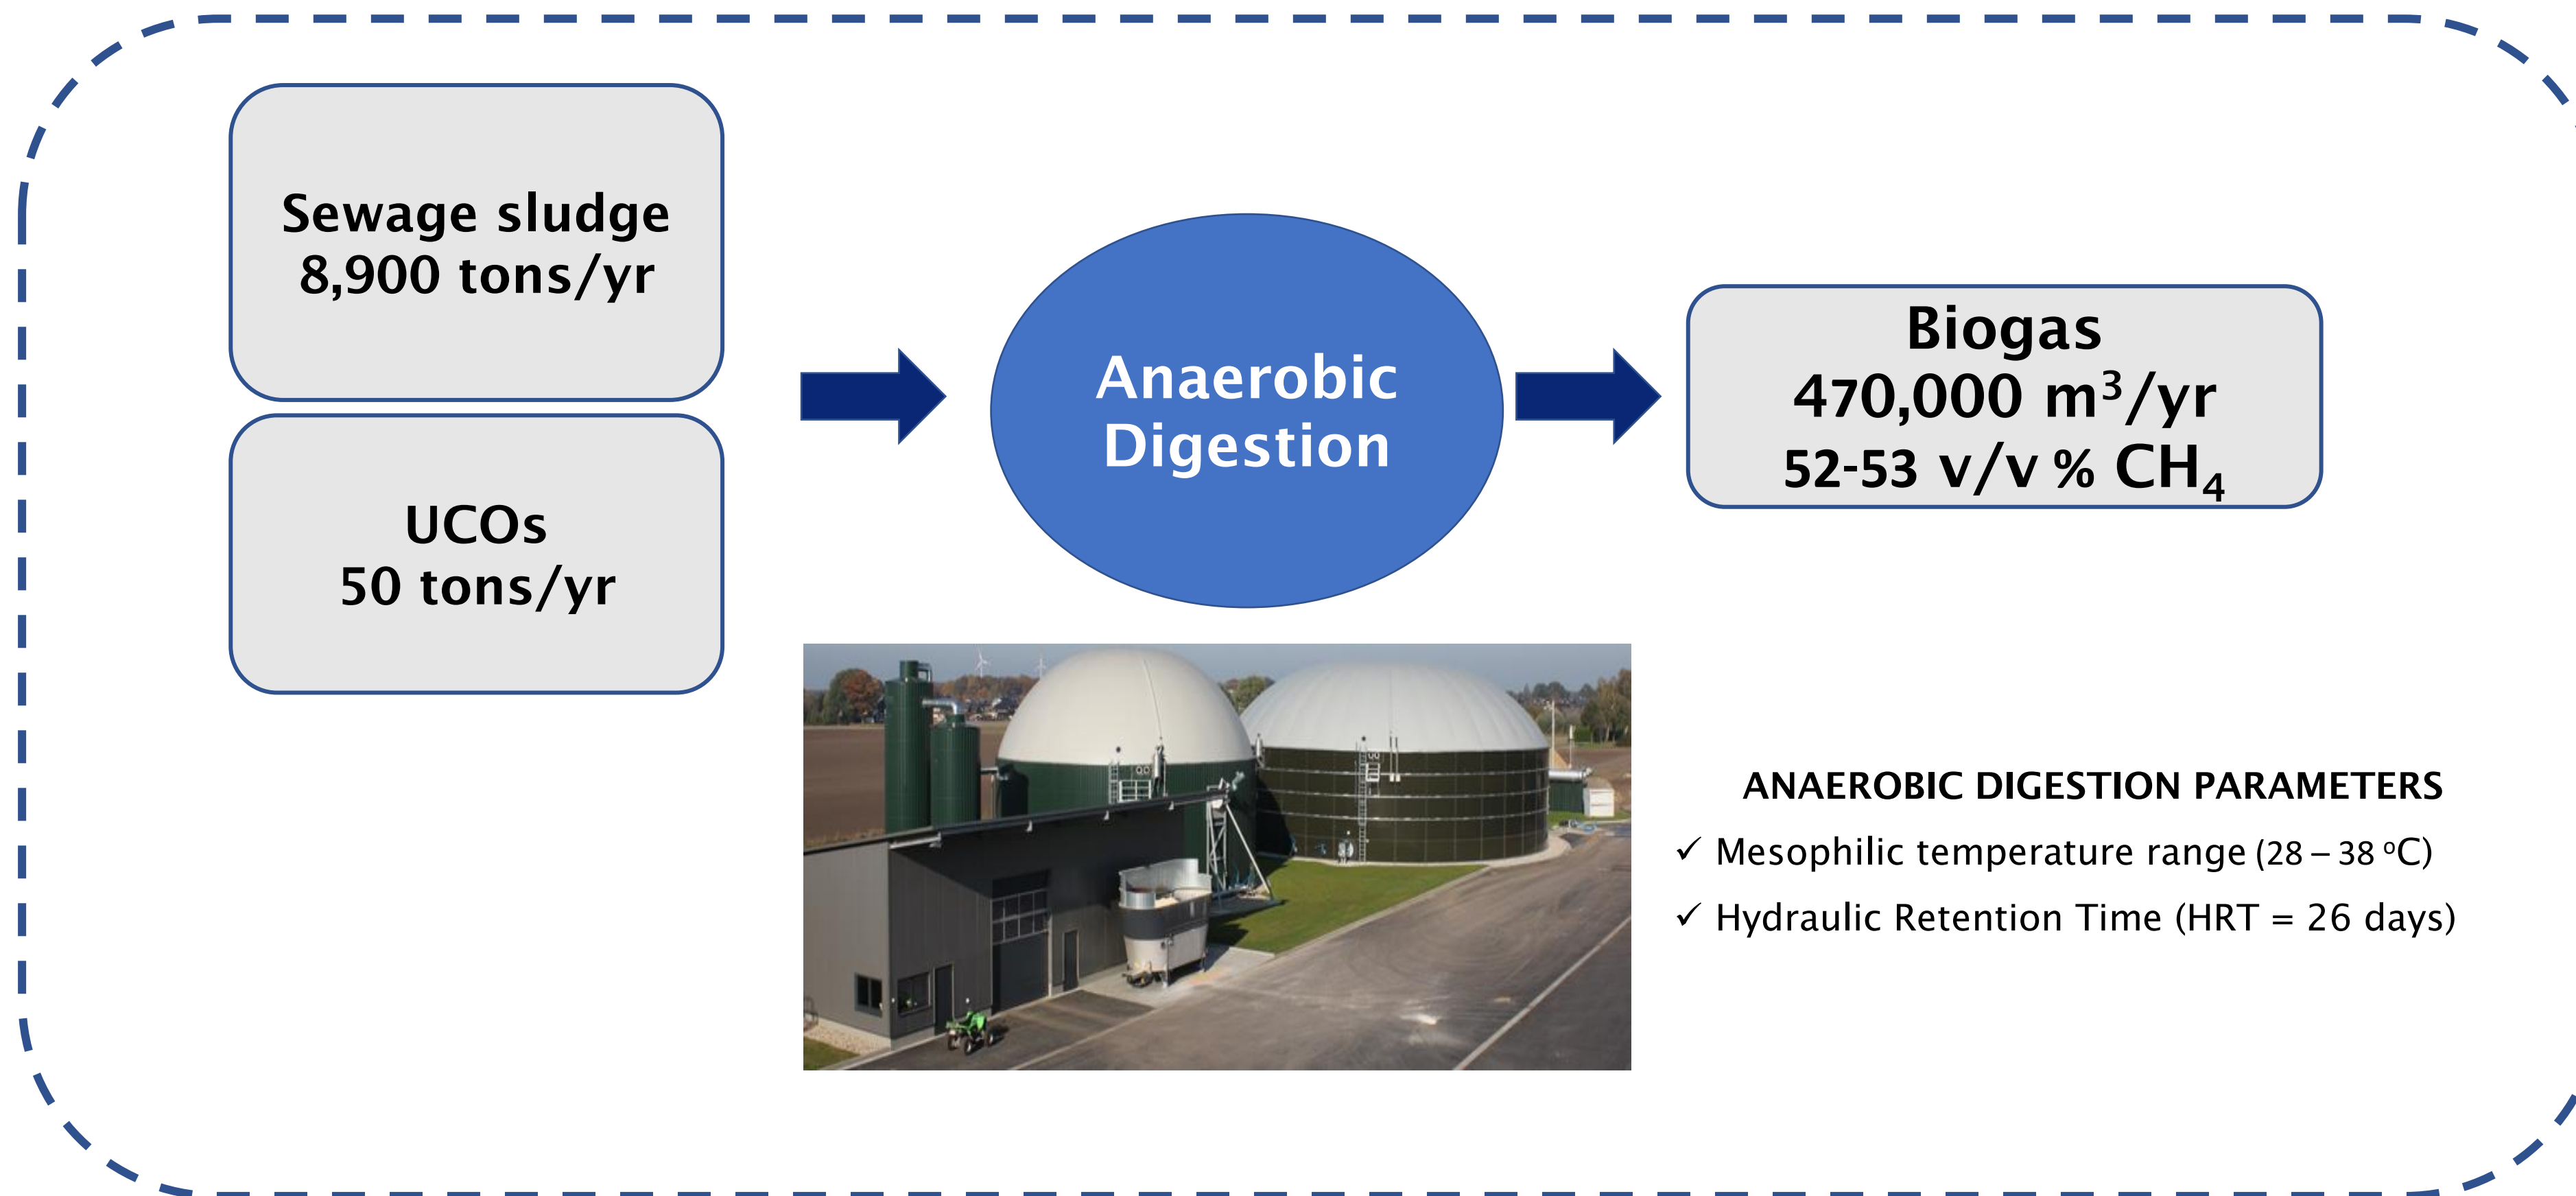 Sewage sludge
8,900 tons/yr
UCOs
50 tons/yr
Anaerobic
Digestion
Biogas
470,000 m³/yr
52-53 v/v % CH₄
ANAEROBIC DIGESTION PARAMETERS
✓ Mesophilic temperature range (28 – 38 ºC)
✓ Hydraulic Retention Time (HRT = 26 days)